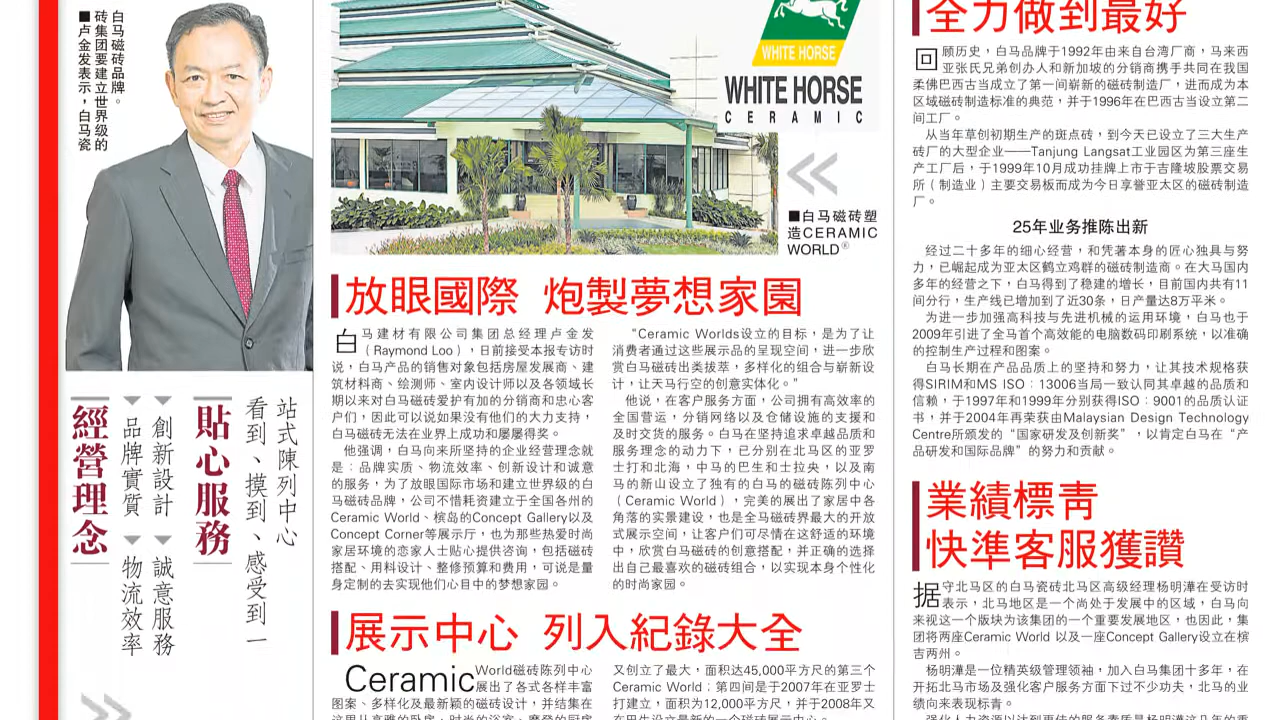 白马磁砖品牌。
砖集团要建立世界级的
■卢金发表示，白马瓷
站式陳列中心
看到、摸到、感受到一
貼心服務
創新設計 誠意服務
品牌實質 物流效率
經營理念
WHITE HORSE
WHITE HORSE
CERAMIC
■白马磁砖塑
造CERAMIC
WORLD®
放眼國際 炮製夢想家園
白马建材有限公司集团总经理卢金发
（Raymond Loo），日前接受本报专访时
说，白马产品的销售对象包括房屋发展商、建
筑材料商、绘测师、室内设计师以及各领域长
期以来对白马磁砖爱护有加的分销商和忠心客
户们，因此可以说如果没有他们的大力支持，
白马磁砖无法在业界上成功和屡屡得奖。
他强调，白马向来所坚持的企业经营理念就
是：品牌实质、物流效率、创新设计和诚意
的服务，为了放眼国际市场和建立世界级的白
马磁砖品牌，公司不惜耗资建立于全国各州的
Ceramic World、槟岛的Concept Gallery以及
Concept Corner等展示厅，也为那些热爱时尚
家居环境的恋家人士贴心提供咨询，包括磁砖
搭配、用料设计、整修预算和费用，可说是量
身定制的去实现他们心目中的梦想家园。
“Ceramic Worlds设立的目标，是为了让
消费者通过这些展示品的呈现空间，进一步欣
赏白马磁砖出类拔萃，多样化的组合与崭新设
计，让天马行空的创意实体化。”
他说，在客户服务方面，公司拥有高效率的
全国营运，分销网络以及仓储设施的支援和
及时交货的服务。白马在坚持追求卓越品质和
服务理念的动力下，已分别在北马区的亚罗
士打和北海，中马的巴生和士拉央，以及南
马的新山设立了独有的白马的磁砖陈列中心
（Ceramic World），完美的展出了家居中各
角落的实景建设，也是全马磁砖界最大的开放
式展示空间，让客户们可尽情在这舒适的环境
中，欣赏白马磁砖的创意搭配，并正确的选择
出自己最喜欢的磁砖组合，以实现本身个性化
的时尚家园。
展示中心 列入紀錄大全
Ceramic World磁砖陈列中心
展出了各式各样丰富
图案、多样化及最新颖的磁砖设计，并结集在
又创立了最大，面积达45,000平方尺的第三个
Ceramic World；第四间是于2007年在亚罗士
打建立，面积为12,000平方尺，并于2008年又
全力做到最好
回顾历史，白马品牌于1992年由来自台湾厂商，马来西
亚张氏兄弟创办人和新加坡的分销商携手共同在我国
柔佛巴西古当成立了第一间崭新的磁砖制造厂，进而成为本
区域磁砖制造标准的典范，并于1996年在巴西古当设立第二
间工厂。
从当年草创初期生产的斑点砖，到今天已设立了三大生产
砖厂的大型企业——Tanjung Langsat工业园区为第三座生
产工厂后，于1999年10月成功挂牌上市于吉隆坡股票交易
所（制造业）主要交易板而成为今日享誉亚太区的磁砖制造
厂。
25年业务推陈出新
经过二十多年的细心经营，和凭著本身的匠心独具与努
力，已崛起成为亚太区鹤立鸡群的磁砖制造商。在大马国内
多年的经营之下，白马得到了稳建的增长，目前国内共有11
间分行，生产线已增加到了近30条，日产量达8万平米。
为进一步加强高科技与先进机械的运用环境，白马也于
2009年引进了全马首个高效能的电脑数码印刷系统，以准确
的控制生产过程和图案。
白马长期在产品品质上的坚持和努力，让其技术规格获
得SIRIM和MS ISO：13006当局一致认同其卓越的品质和
信赖，于1997年和1999年分别获得ISO：9001的品质认证
书，并于2004年再荣获由Malaysian Design Technology
Centre所颁发的“国家研发及创新奖”，以肯定白马在“产
品研发和国际品牌”的努力和贡献。
業績標青
快準客服獲讚
据守北马区的白马瓷砖北马区高级经理杨明潓在受访时
表示，北马地区是一个尚处于发展中的区域，白马向
来视这一个版块为该集团的一个重要发展地区，也因此，集
团将两座Ceramic World 以及一座Concept Gallery设立在槟
吉两州。
杨明潓是一位精英级管理领袖，加入白马集团十多年，在
开拓北马市场及强化客户服务方面下过不少功夫，北马的业
绩向来表现标青。